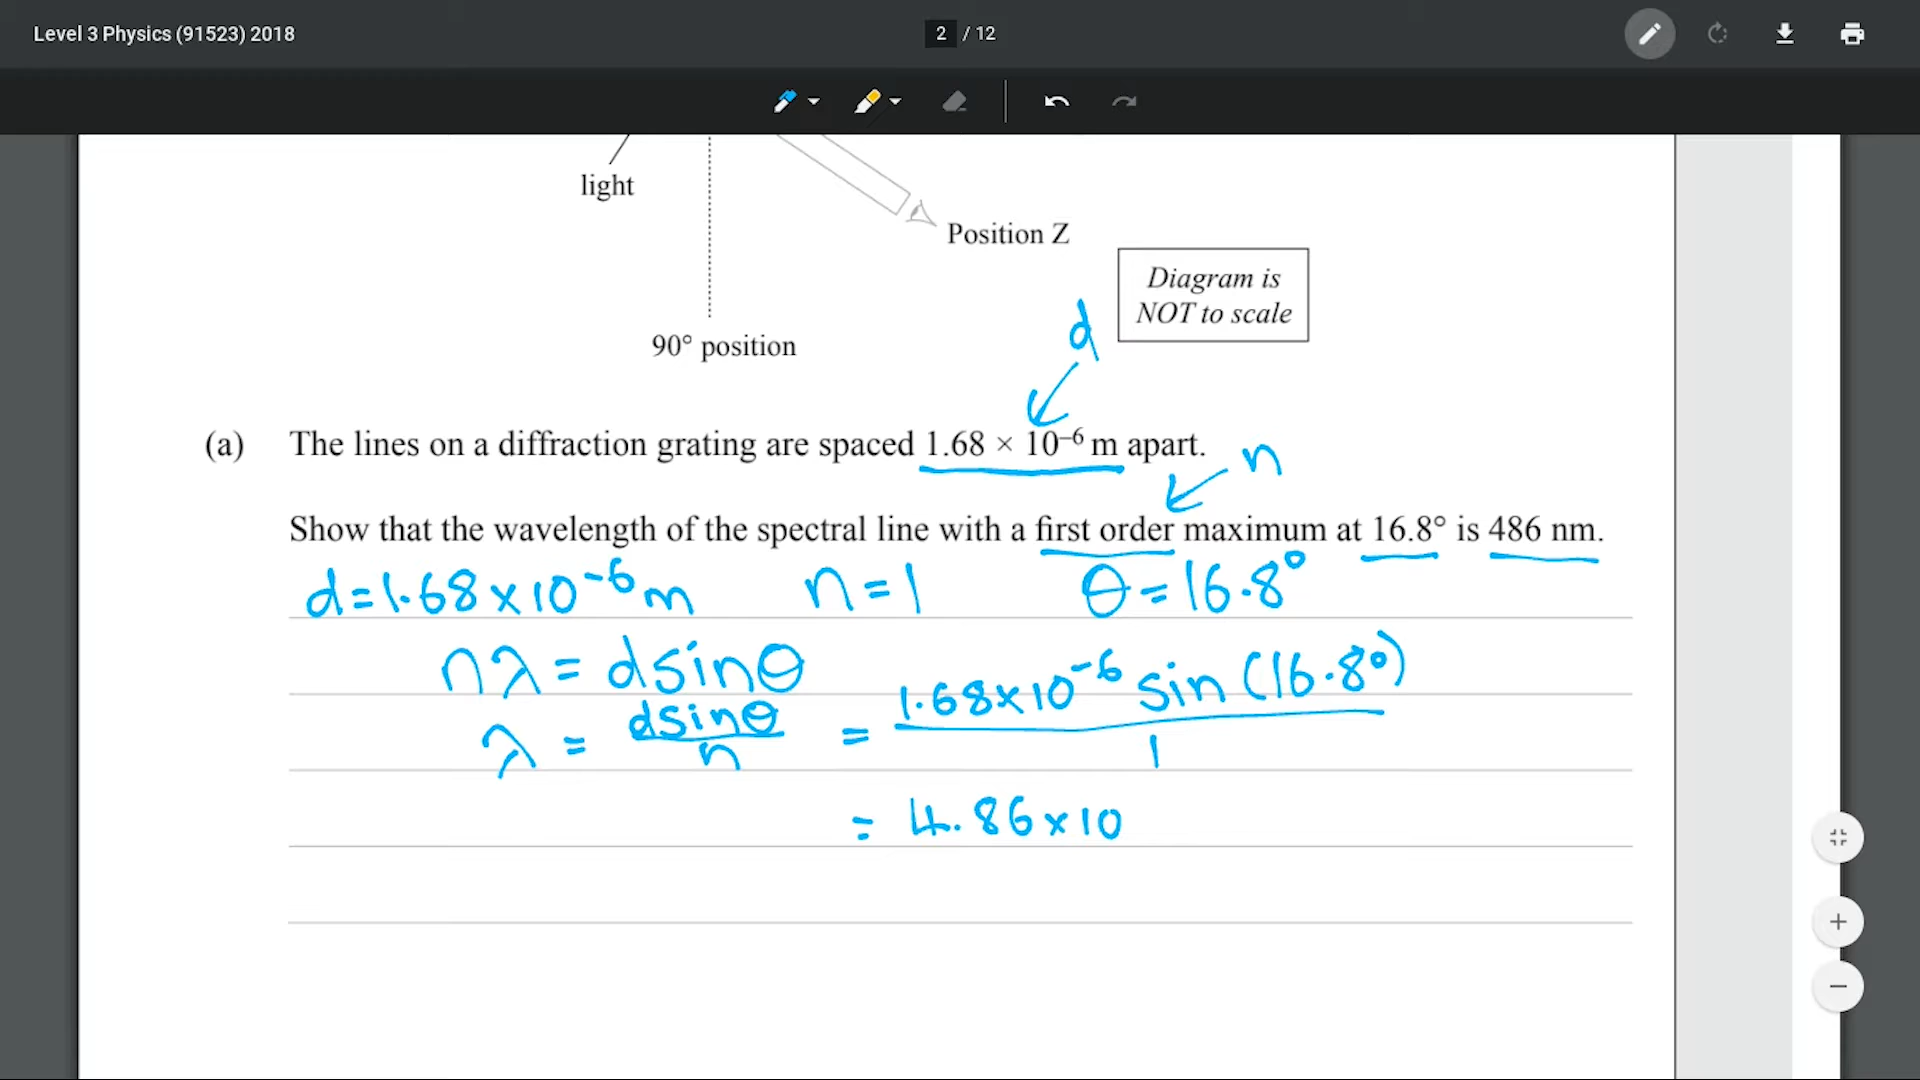 Level 3 Physics (91523) 2018
2 / 12
light
Position Z
Diagram is
NOT to scale
90° position
d
(a) The lines on a diffraction grating are spaced 1.68 × 10⁻⁶ m apart.
n
Show that the wavelength of the spectral line with a first order maximum at 16.8° is 486 nm.
d=1.68×10⁻⁶m n=1 θ=16.8°
nλ = dsinθ
λ = dsinθ/n = 1.68×10⁻⁶ sin(16.8°)/1
= 4.86×10